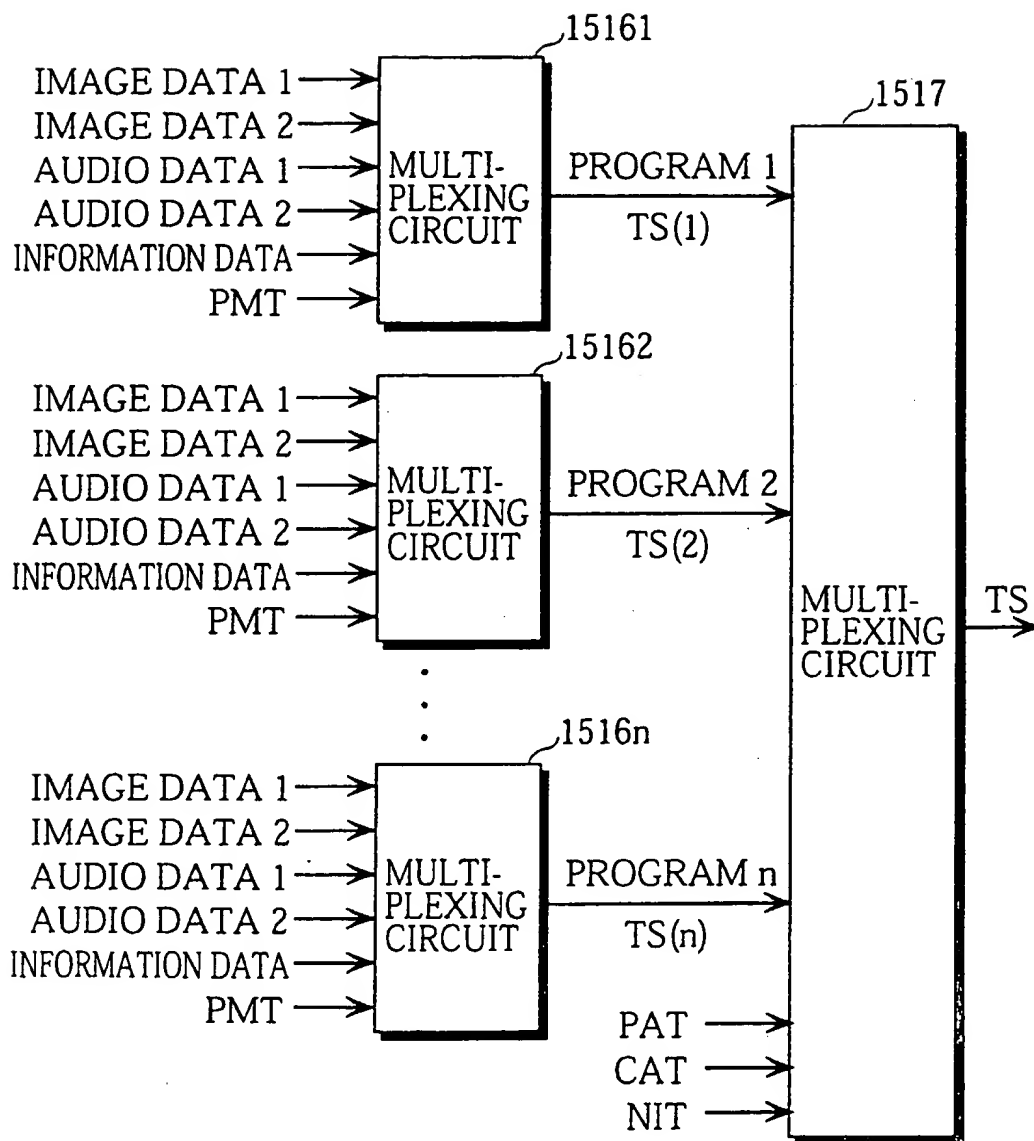 15161
IMAGE DATA 1
IMAGE DATA 2
AUDIO DATA 1
AUDIO DATA 2
INFORMATION DATA
PMT
MULTI-
PLEXING
CIRCUIT
PROGRAM 1
TS(1)
1517
15162
IMAGE DATA 1
IMAGE DATA 2
AUDIO DATA 1
AUDIO DATA 2
INFORMATION DATA
PMT
MULTI-
PLEXING
CIRCUIT
PROGRAM 2
TS(2)
MULTI-
PLEXING
CIRCUIT
TS
1516n
IMAGE DATA 1
IMAGE DATA 2
AUDIO DATA 1
AUDIO DATA 2
INFORMATION DATA
PMT
MULTI-
PLEXING
CIRCUIT
PROGRAM n
TS(n)
PAT
CAT
NIT